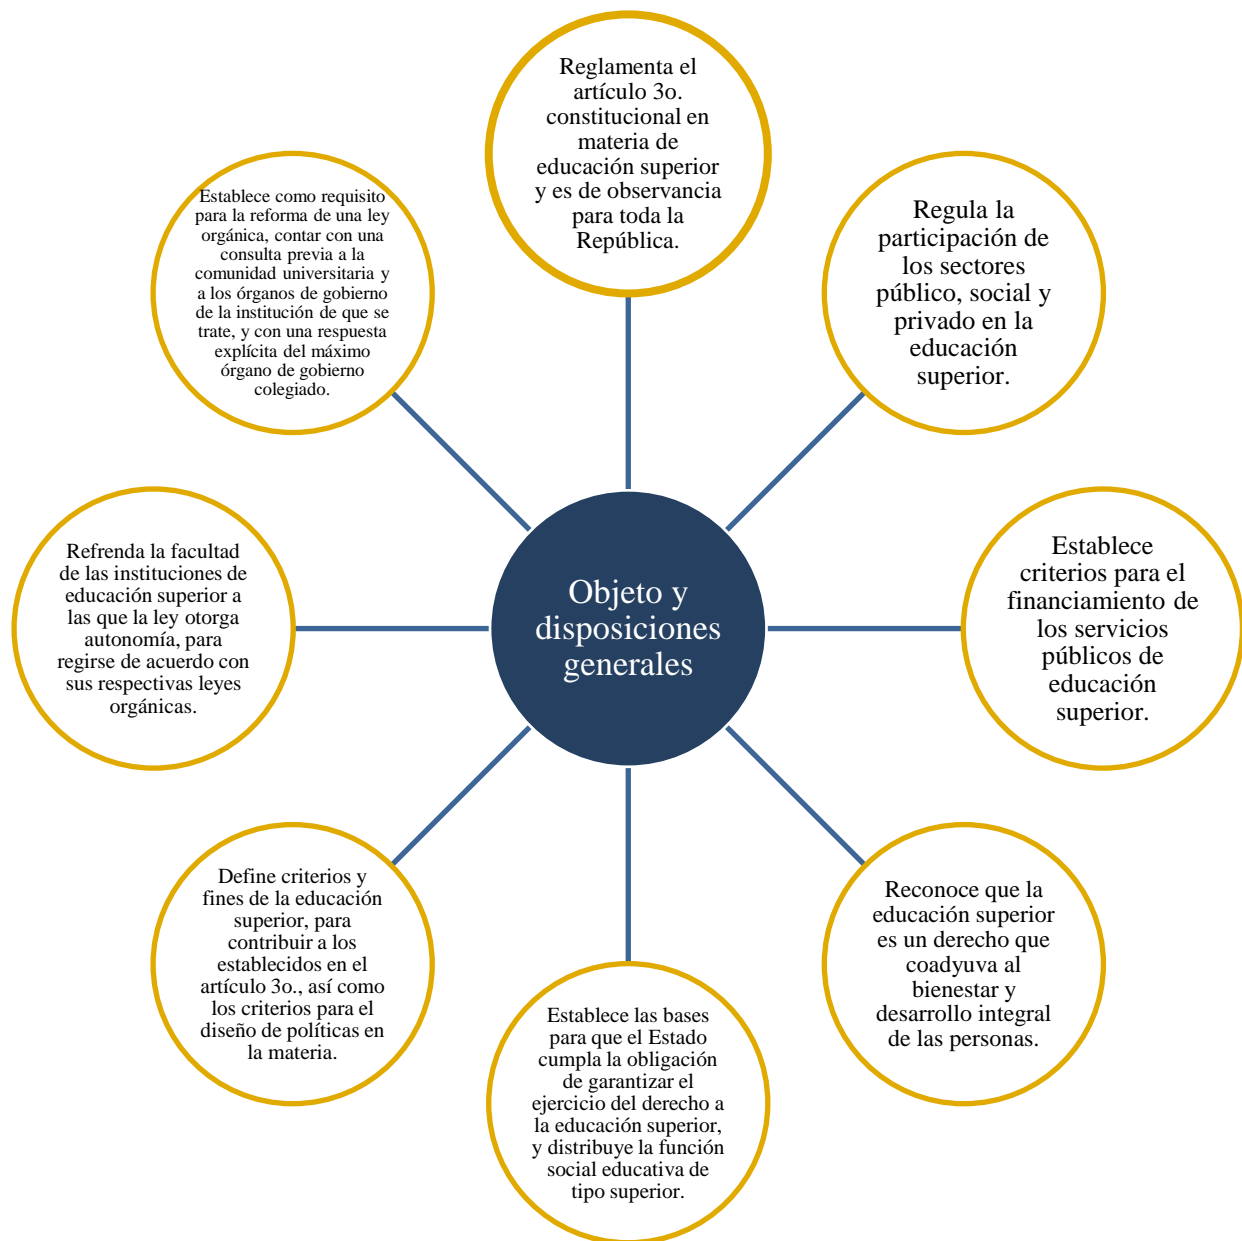 Reglamenta el
artículo 3o.
constitucional en
materia de
educación superior
y es de observancia
para toda la
República.
Regula la
participación de
los sectores
público, social y
privado en la
educación
superior.
Establece
criterios para el
financiamiento de
los servicios
públicos de
educación
superior.
Reconoce que la
educación superior
es un derecho que
coadyuva al
bienestar y
desarrollo integral
de las personas.
Establece las bases
para que el Estado
cumpla la obligación
de garantizar el
ejercicio del derecho a
la educación superior,
y distribuye la función
social educativa de
tipo superior.
Define criterios y
fines de la educación
superior, para
contribuir a los
establecidos en el
artículo 3o., así como
los criterios para el
diseño de políticas en
la materia.
Refrenda la facultad
de las instituciones de
educación superior a
las que la ley otorga
autonomía, para
regirse de acuerdo con
sus respectivas leyes
orgánicas.
Establece como requisito
para la reforma de una ley
orgánica, contar con una
consulta previa a la
comunidad universitaria y
a los órganos de gobierno
de la institución de que se
trate, y con una respuesta
explícita del máximo
órgano de gobierno
colegiado.
Objeto y
disposiciones
generales